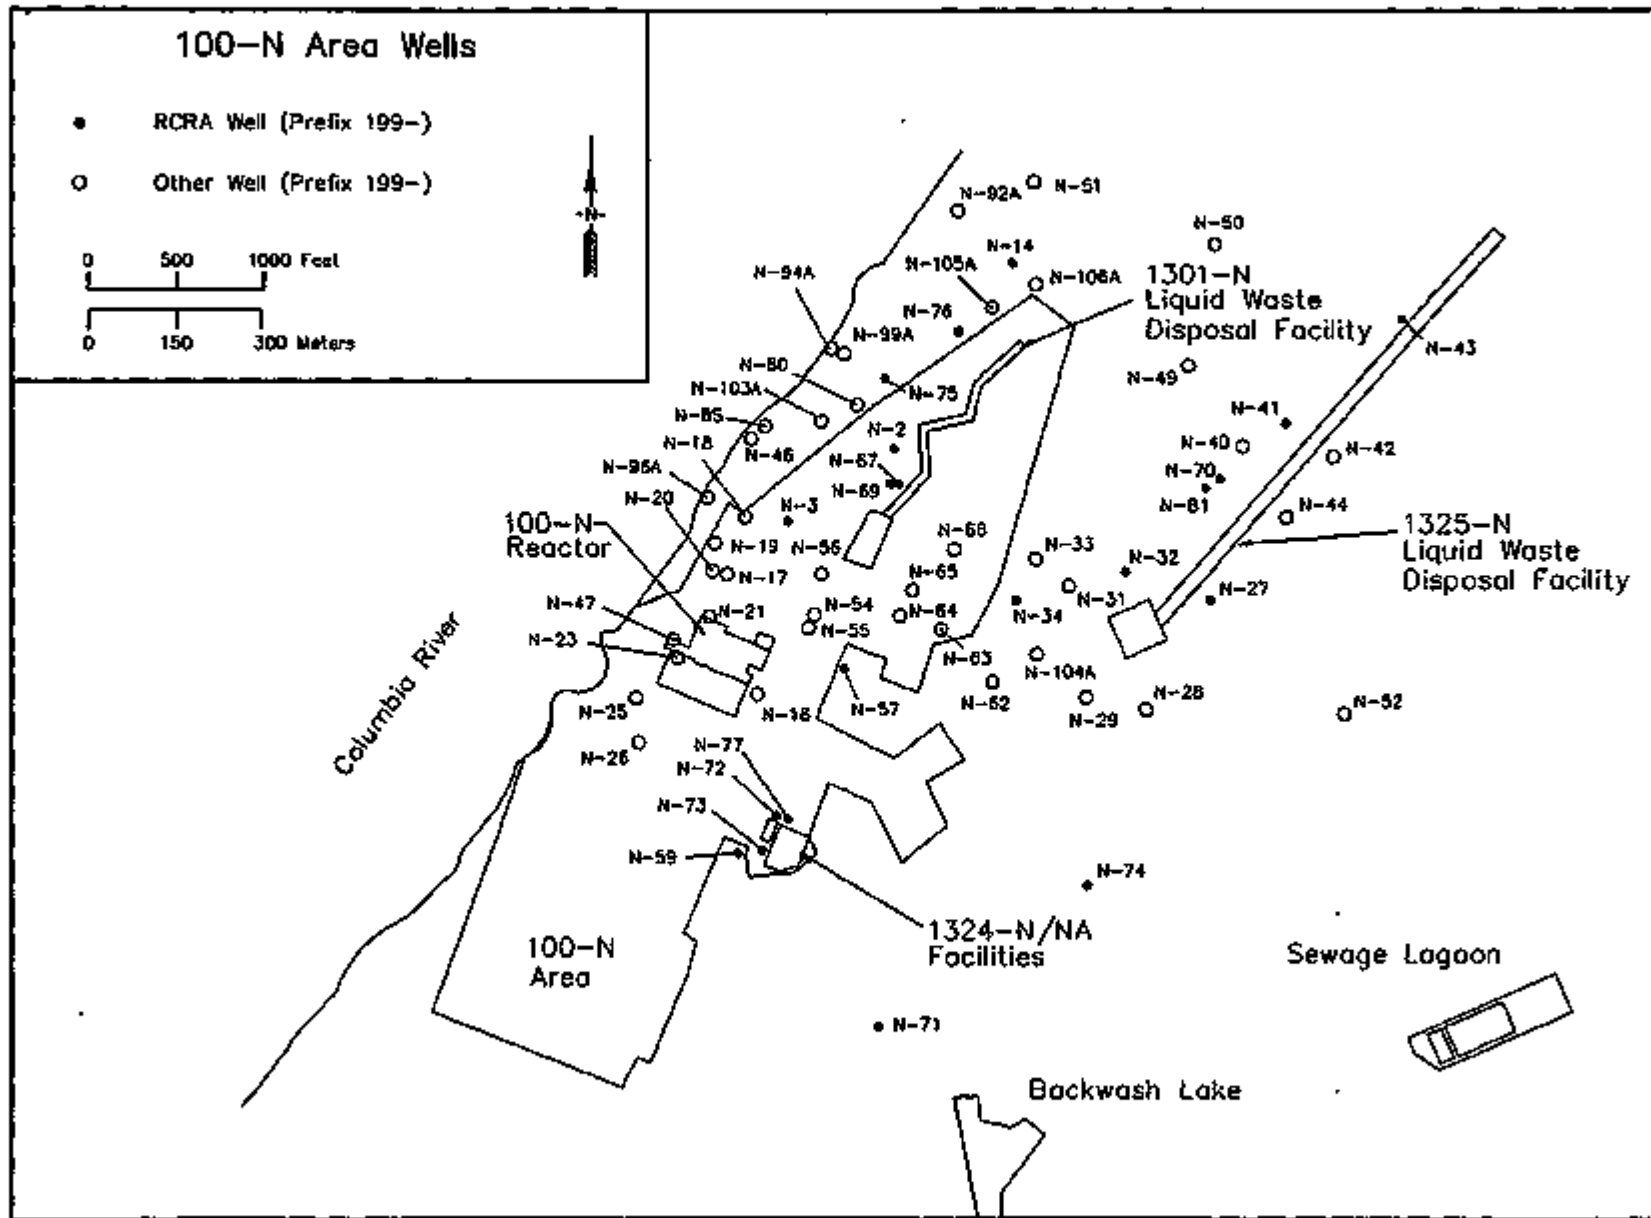 100-N Area Wells
RCRA Well (Prefix 199-)
Other Well (Prefix 199-)
-N-
0 500 1000 Feet
0 150 300 Meters
N-92A
N-51
N-50
N-14
N-105A
N-106A
N-94A
1301-N
Liquid Waste
Disposal Facility
N-76
N-99A
N-43
N-80
N-49
N-103A
N-75
N-41
N-2
N-18
N-46
N-40
N-42
N-67
N-96A
N-70
N-69
N-81
N-20
N-3
N-44
100-N
Reactor
1325-N
Liquid Waste
Disposal Facility
N-19
N-56
N-66
N-33
N-32
N-17
N-65
N-31
N-27
N-47
N-21
N-54
N-64
N-34
N-55
N-23
N-63
N-104A
N-62
N-57
N-25
N-16
N-29
N-28
N-52
Columbia River
N-26
N-77
N-72
N-73
N-59
N-74
1324-N/NA
Facilities
100-N
Area
Sewage Lagoon
N-71
Backwash Lake